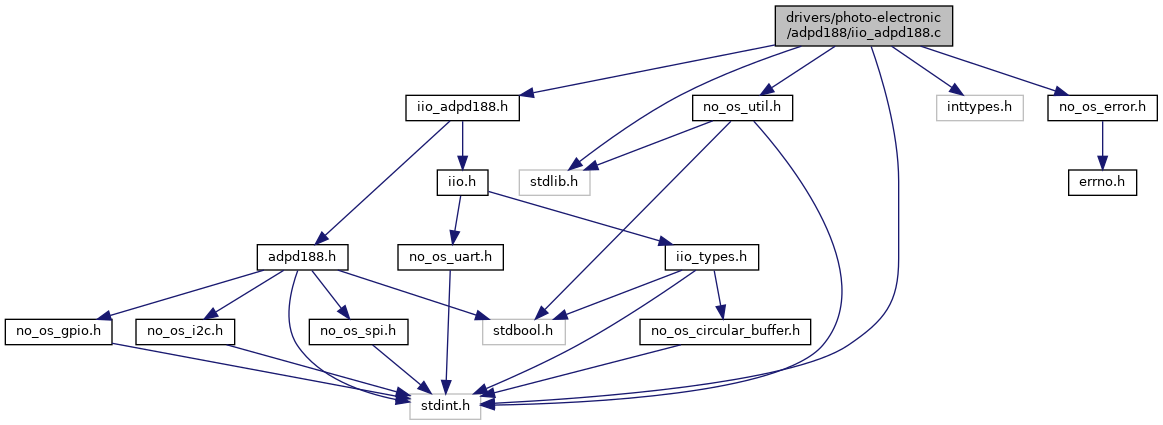 drivers/photo-electronic
/adpd188/iio_adpd188.c
iio_adpd188.h
no_os_util.h
inttypes.h
no_os_error.h
iio.h
stdlib.h
errno.h
adpd188.h
no_os_uart.h
iio_types.h
no_os_gpio.h
no_os_i2c.h
no_os_spi.h
stdbool.h
no_os_circular_buffer.h
stdint.h